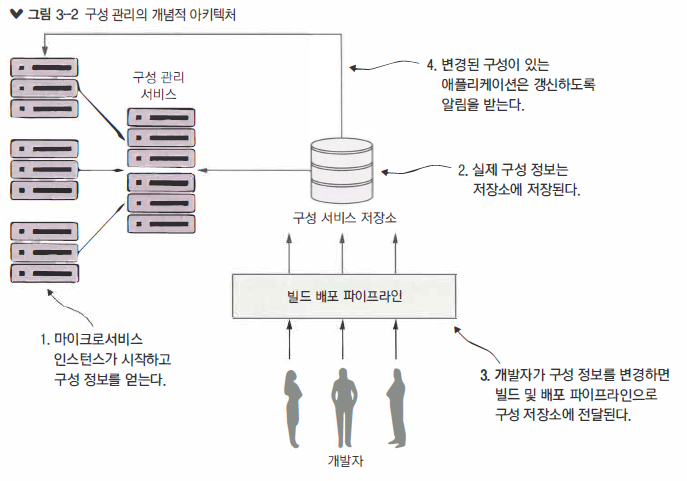 그림 3-2 구성 관리의 개념적 아키텍처
구성 관리
서비스
4. 변경된 구성이 있는
애플리케이션은 갱신하도록
알림을 받는다.
2. 실제 구성 정보는
저장소에 저장된다.
구성 서비스 저장소
빌드 배포 파이프라인
1. 마이크로서비스
인스턴스가 시작하고
구성 정보를 얻는다.
3. 개발자가 구성 정보를 변경하면
빌드 및 배포 파이프라인으로
구성 저장소에 전달된다.
개발자